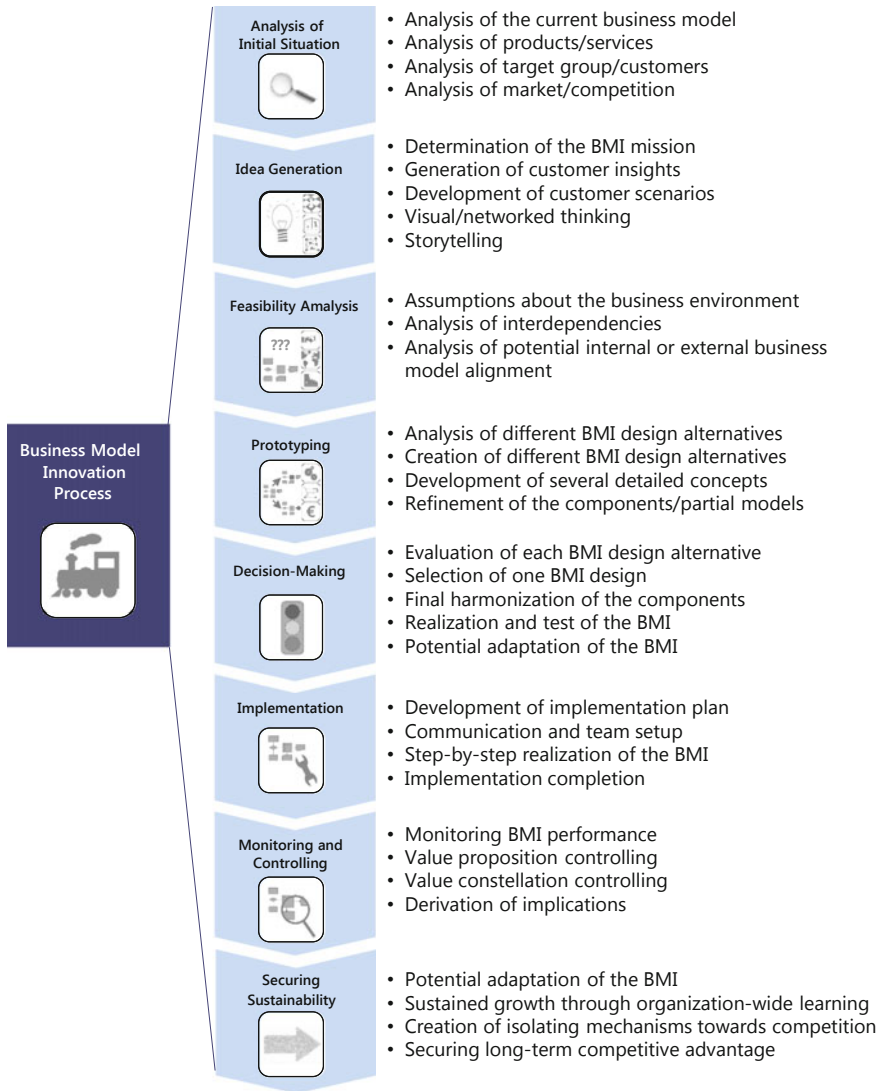 Business Model
Innovation
Process
Analysis of
Initial Situation
• Analysis of the current business model
• Analysis of products/services
• Analysis of target group/customers
• Analysis of market/competition
Idea Generation
• Determination of the BMI mission
• Generation of customer insights
• Development of customer scenarios
• Visual/networked thinking
• Storytelling
Feasibility Amalysis
???
• Assumptions about the business environment
• Analysis of interdependencies
• Analysis of potential internal or external business
model alignment
Prototyping
€
• Analysis of different BMI design alternatives
• Creation of different BMI design alternatives
• Development of several detailed concepts
• Refinement of the components/partial models
Decision-Making
• Evaluation of each BMI design alternative
• Selection of one BMI design
• Final harmonization of the components
• Realization and test of the BMI
• Potential adaptation of the BMI
Implementation
• Development of implementation plan
• Communication and team setup
• Step-by-step realization of the BMI
• Implementation completion
Monitoring and
Controlling
• Monitoring BMI performance
• Value proposition controlling
• Value constellation controlling
• Derivation of implications
Securing
Sustainability
• Potential adaptation of the BMI
• Sustained growth through organization-wide learning
• Creation of isolating mechanisms towards competition
• Securing long-term competitive advantage